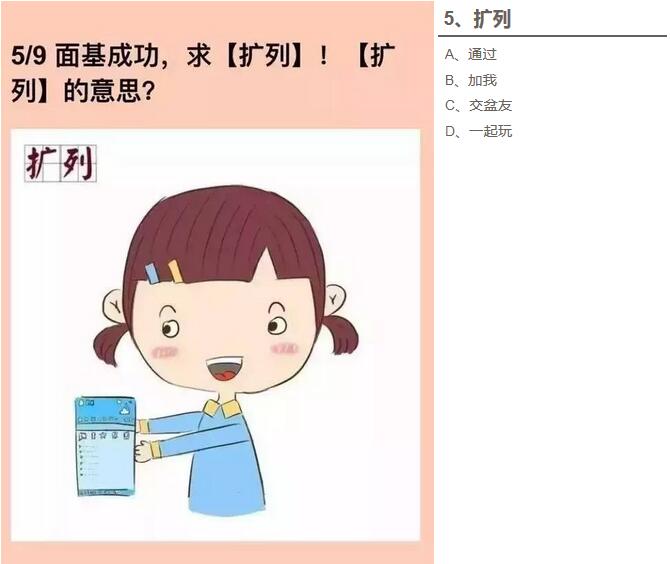 5/9 面基成功，求【扩列】！【扩
列】的意思?
扩列
5、扩列
A、通过
B、加我
C、交盆友
D、一起玩